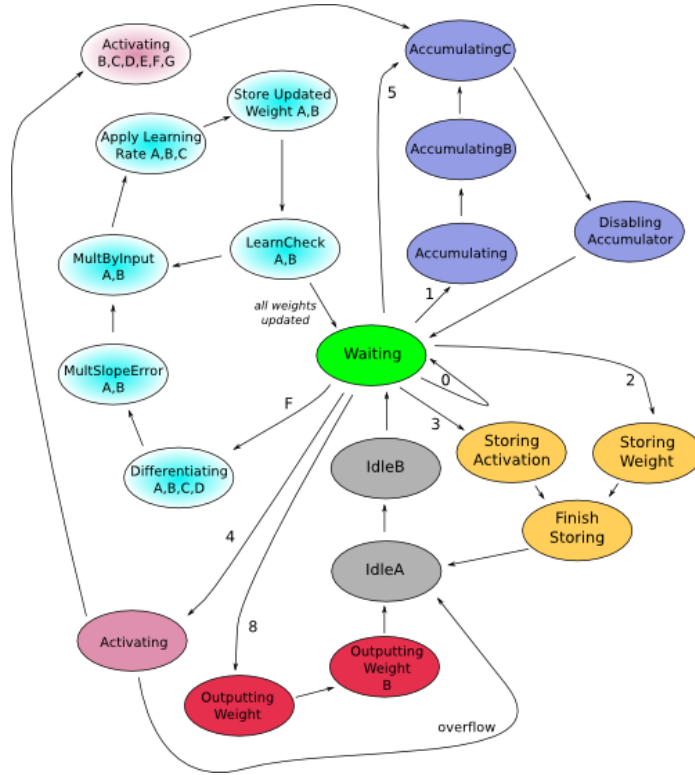 Activating
B,C,D,E,F,G
AccumulatingC
Store Updated
Weight A,B
5
Apply Learning
Rate A,B,C
AccumulatingB
Disabling
Accumulator
MultByInput
A,B
LearnCheck
A,B
Accumulating
1
all weights
updated
Waiting
MultSlopeError
A,B
0
2
F
3
Storing
Activation
Storing
Weight
Differentiating
A,B,C,D
IdleB
4
Finish
Storing
IdleA
8
Activating
Outputting
Weight
B
Outputting
Weight
overflow